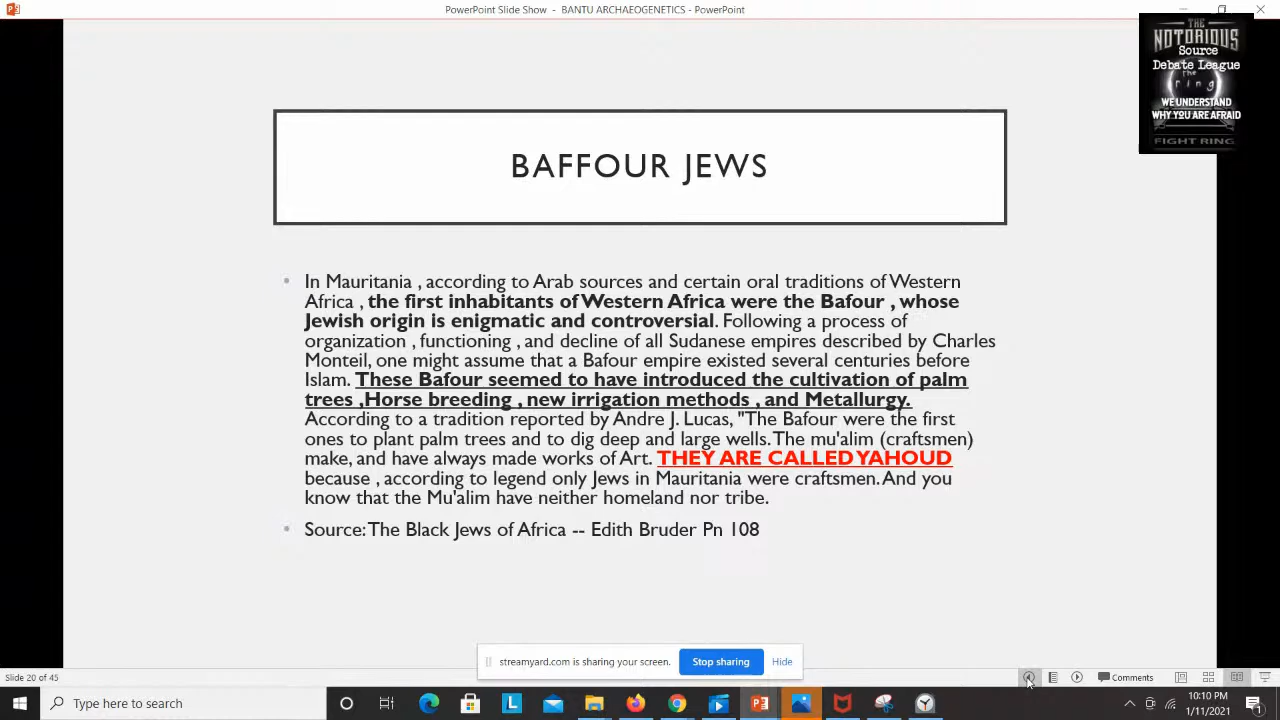 PowerPoint Slide Show - BANTU ARCHAEOGENETICS - PowerPoint
THE
NOTORIOUS
Source
Debate League
the
ring
WE UNDERSTAND
WHY YOU ARE AFRAID
FIGHT RING
BAFFOUR JEWS
• In Mauritania , according to Arab sources and certain oral traditions of Western
Africa , the first inhabitants of Western Africa were the Bafour , whose
Jewish origin is enigmatic and controversial. Following a process of
organization , functioning , and decline of all Sudanese empires described by Charles
Monteil, one might assume that a Bafour empire existed several centuries before
Islam. These Bafour seemed to have introduced the cultivation of palm
trees ,Horse breeding , new irrigation methods , and Metallurgy.
According to a tradition reported by Andre J. Lucas, "The Bafour were the first
ones to plant palm trees and to dig deep and large wells. The mu'alim (craftsmen)
make, and have always made works of Art. THEY ARE CALLED YAHOUD
because , according to legend only Jews in Mauritania were craftsmen. And you
know that the Mu'alim have neither homeland nor tribe.
• Source: The Black Jews of Africa -- Edith Bruder Pn 108
streamyard.com is sharing your screen.
Stop sharing
Hide
Slide 20 of 45
Comments
Type here to search
10:10 PM
1/11/2021